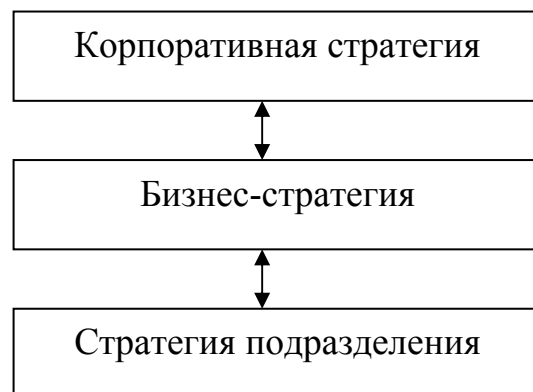 Корпоративная стратегия
Бизнес-стратегия
Стратегия подразделения